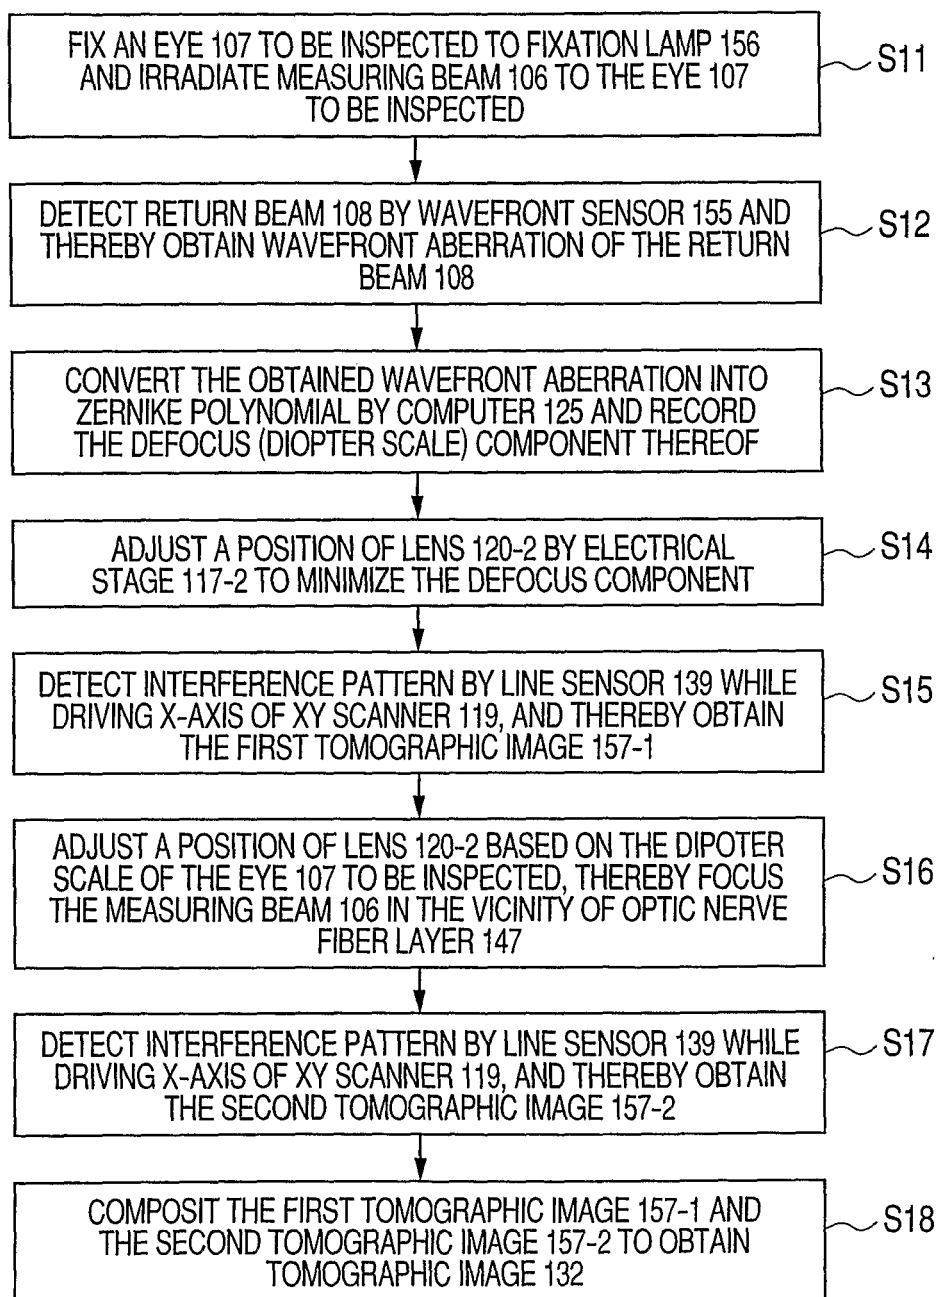 FIX AN EYE 107 TO BE INSPECTED TO FIXATION LAMP 156
AND IRRADIATE MEASURING BEAM 106 TO THE EYE 107
TO BE INSPECTED
S11
DETECT RETURN BEAM 108 BY WAVEFRONT SENSOR 155 AND
THEREBY OBTAIN WAVEFRONT ABERRATION OF THE RETURN
BEAM 108
S12
CONVERT THE OBTAINED WAVEFRONT ABERRATION INTO
ZERNIKE POLYNOMIAL BY COMPUTER 125 AND RECORD
THE DEFOCUS (DIOPTER SCALE) COMPONENT THEREOF
S13
ADJUST A POSITION OF LENS 120-2 BY ELECTRICAL
STAGE 117-2 TO MINIMIZE THE DEFOCUS COMPONENT
S14
DETECT INTERFERENCE PATTERN BY LINE SENSOR 139 WHILE
DRIVING X-AXIS OF XY SCANNER 119, AND THEREBY OBTAIN
THE FIRST TOMOGRAPHIC IMAGE 157-1
S15
ADJUST A POSITION OF LENS 120-2 BASED ON THE DIPOTER
SCALE OF THE EYE 107 TO BE INSPECTED, THEREBY FOCUS
THE MEASURING BEAM 106 IN THE VICINITY OF OPTIC NERVE
FIBER LAYER 147
S16
DETECT INTERFERENCE PATTERN BY LINE SENSOR 139 WHILE
DRIVING X-AXIS OF XY SCANNER 119, AND THEREBY OBTAIN
THE SECOND TOMOGRAPHIC IMAGE 157-2
S17
COMPOSIT THE FIRST TOMOGRAPHIC IMAGE 157-1 AND
THE SECOND TOMOGRAPHIC IMAGE 157-2 TO OBTAIN
TOMOGRAPHIC IMAGE 132
S18